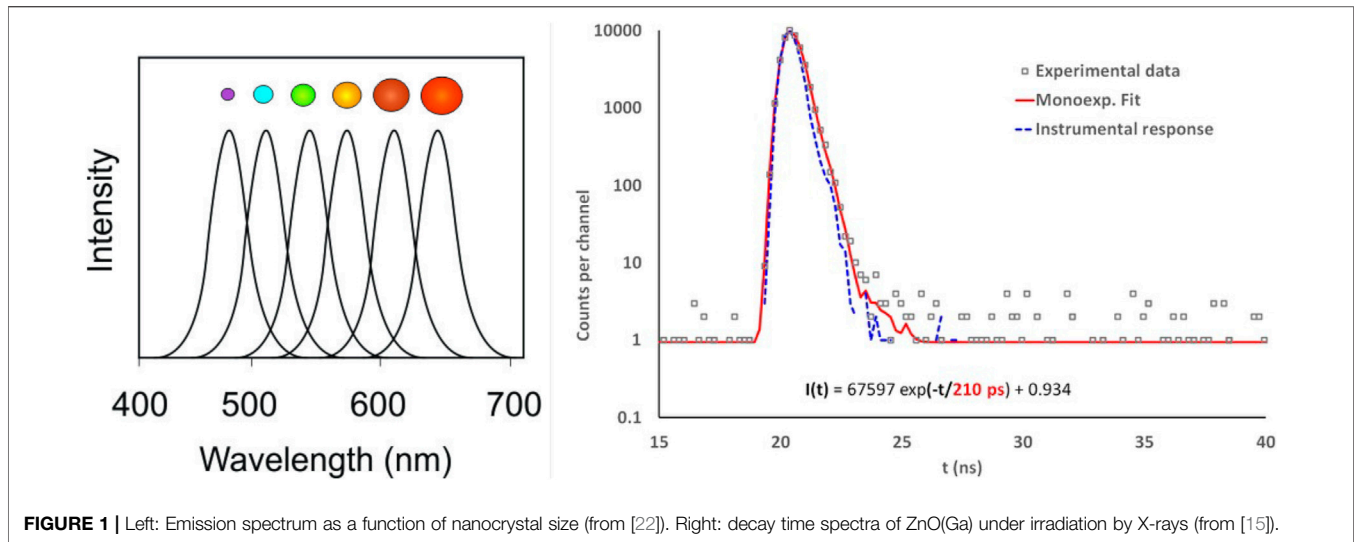 Intensity
400 500 600 700
Wavelength (nm)
10000
1000
100
10
1
0.1
Counts per channel
Experimental data
Monoexp. Fit
Instrumental response
I(t) = 67597 exp(-t/210 ps) + 0.934
15 20 25 30 35 40
t (ns)
FIGURE 1 | Left: Emission spectrum as a function of nanocrystal size (from [22]). Right: decay time spectra of ZnO(Ga) under irradiation by X-rays (from [15]).